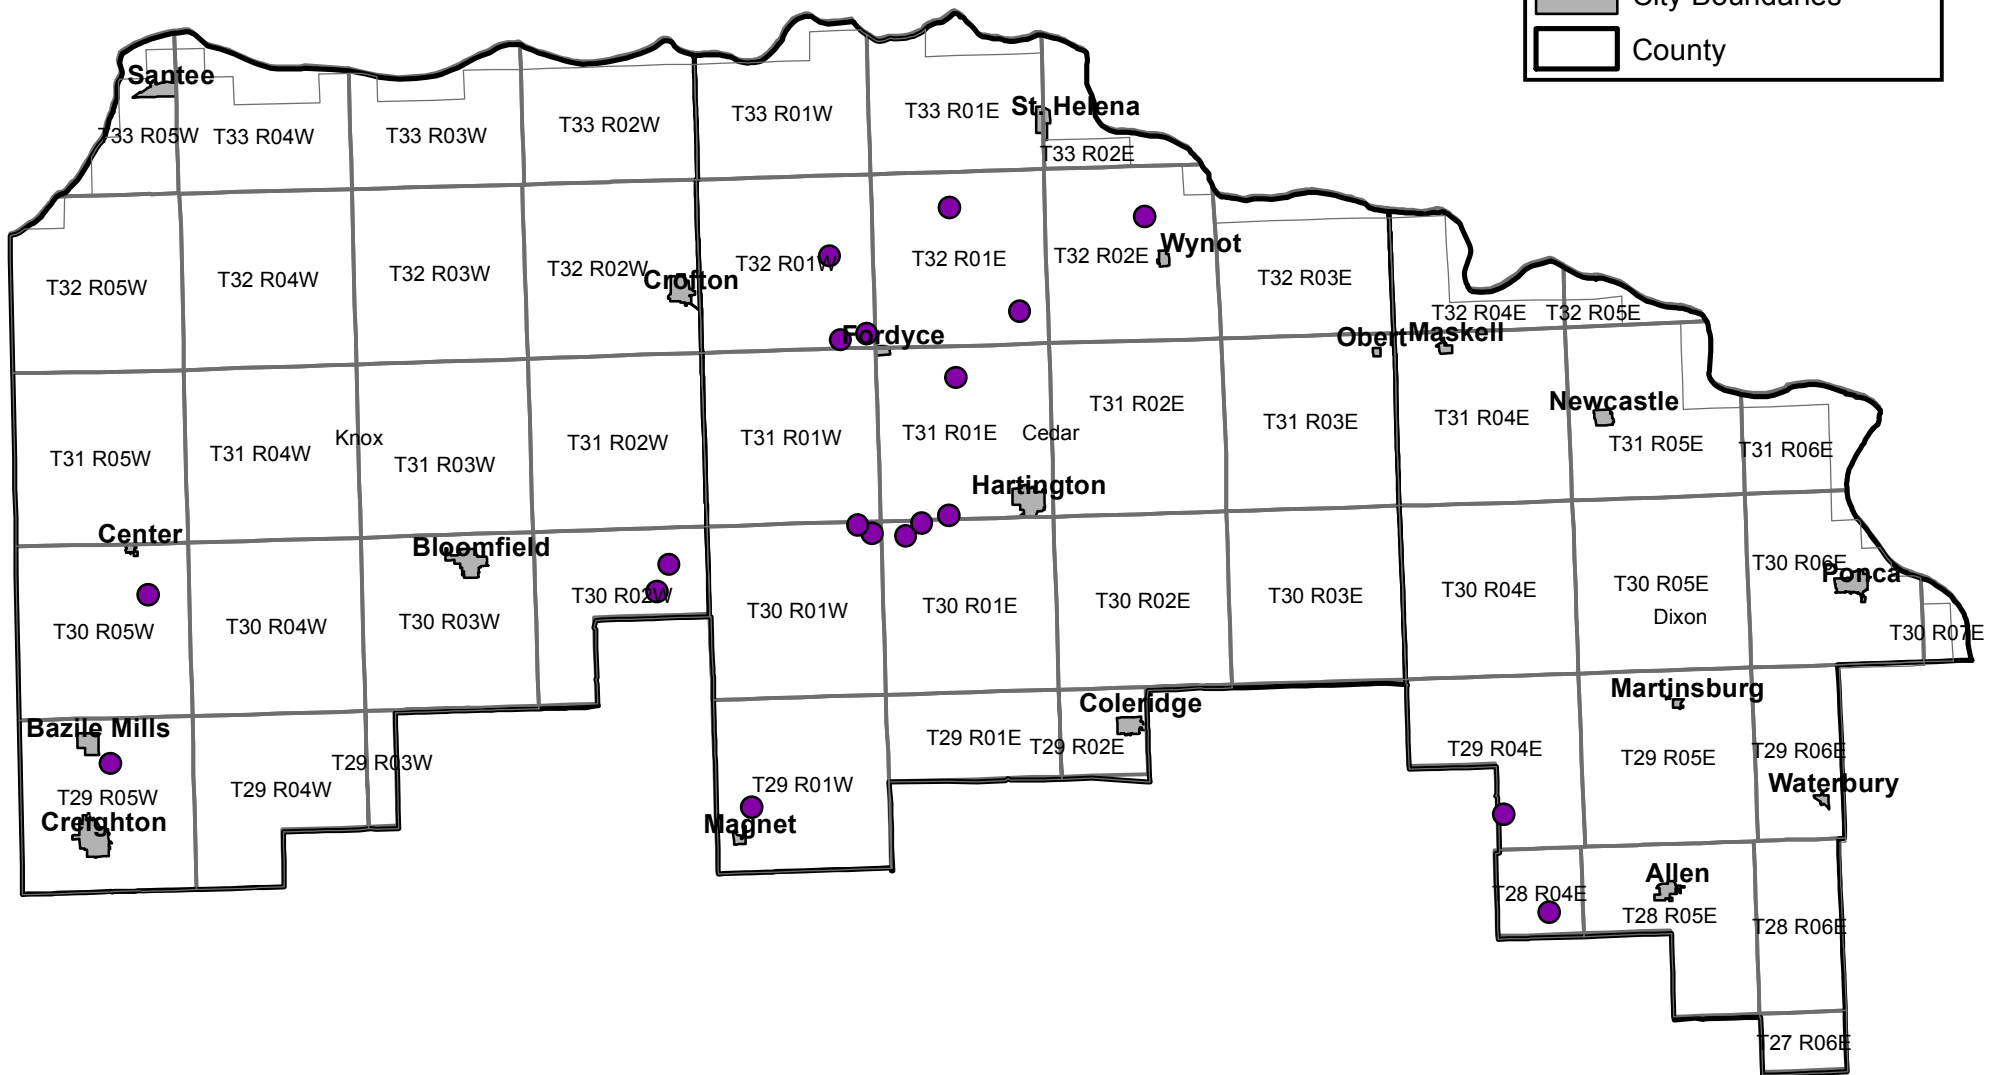 City Boundaries
County
Santee
T33 R05W
T33 R04W
T33 R03W
T33 R02W
T33 R01W
T33 R01E
St. Helena
T33 R02E
T32 R05W
T32 R04W
T32 R03W
T32 R02W
Crofton
T32 R01W
T32 R01E
T32 R02E
Wynot
T32 R03E
T32 R04E
T32 R05E
Fordyce
Obert
Maskell
T31 R05W
T31 R04W
Knox
T31 R03W
T31 R02W
T31 R01W
T31 R01E
Cedar
T31 R02E
T31 R03E
T31 R04E
Newcastle
T31 R05E
T31 R06E
Hartington
Center
Bloomfield
T30 R05W
T30 R04W
T30 R03W
T30 R02W
T30 R01W
T30 R01E
T30 R02E
T30 R03E
T30 R04E
T30 R05E
Dixon
T30 R06E
Ponca
T30 R07E
Bazile Mills
T29 R05W
Creighton
T29 R04W
T29 R03W
T29 R01W
Magnet
T29 R01E
T29 R02E
Coleridge
T29 R04E
Martinsburg
T29 R05E
T29 R06E
Waterbury
T28 R04E
Allen
T28 R05E
T28 R06E
T27 R06E